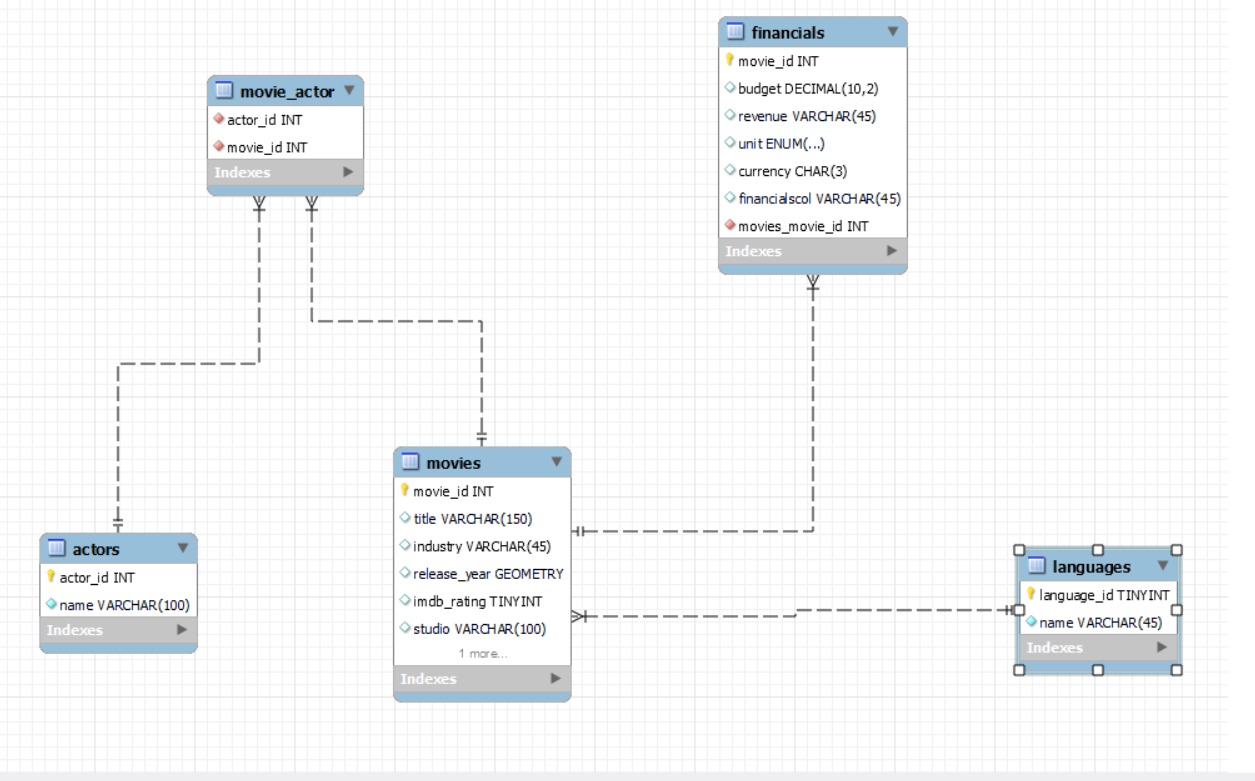 financials
movie_id INT
budget DECIMAL(10,2)
revenue VARCHAR(45)
unit ENUM(...)
currency CHAR(3)
financialscol VARCHAR(45)
movies_movie_id INT
Indexes
movie_actor
actor_id INT
movie_id INT
Indexes
movies
movie_id INT
title VARCHAR(150)
industry VARCHAR(45)
release_year GEOMETRY
imdb_rating TINYINT
studio VARCHAR(100)
1 more...
Indexes
actors
actor_id INT
name VARCHAR(100)
Indexes
languages
language_id TINYINT
name VARCHAR(45)
Indexes